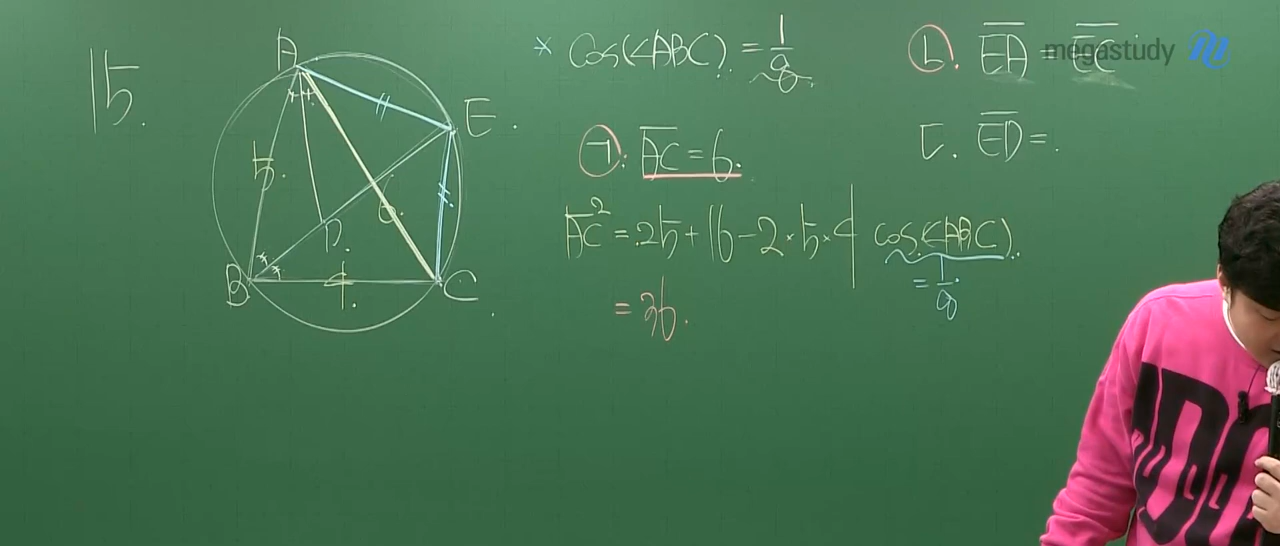 15.
A
E.
5.
6.
D.
B
4.
C
* cos(∠ABC). = 1/8
ㄱ. AC = 6.
AC² = 25 + 16 - 2 × 5 × 4 cos(∠ABC).
= 1/8
= 36.
ㄴ. EA = EC
megastudy
ㄷ. ED = .